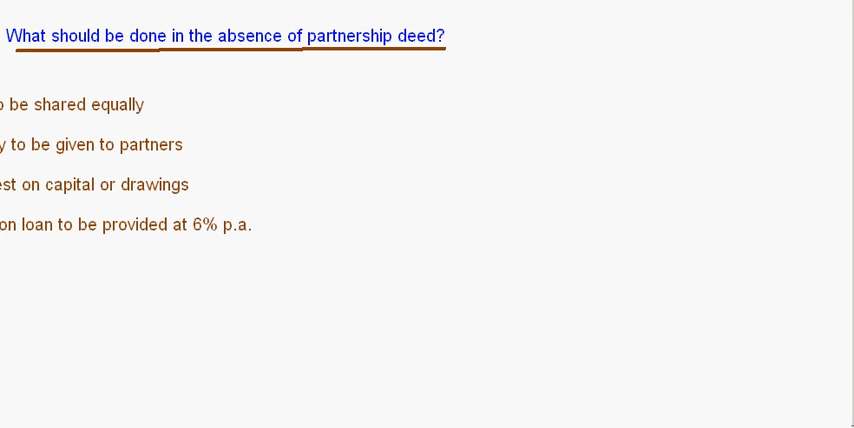 What should be done in the absence of partnership deed?
be shared equally
to be given to partners
on capital or drawings
on loan to be provided at 6% p.a.